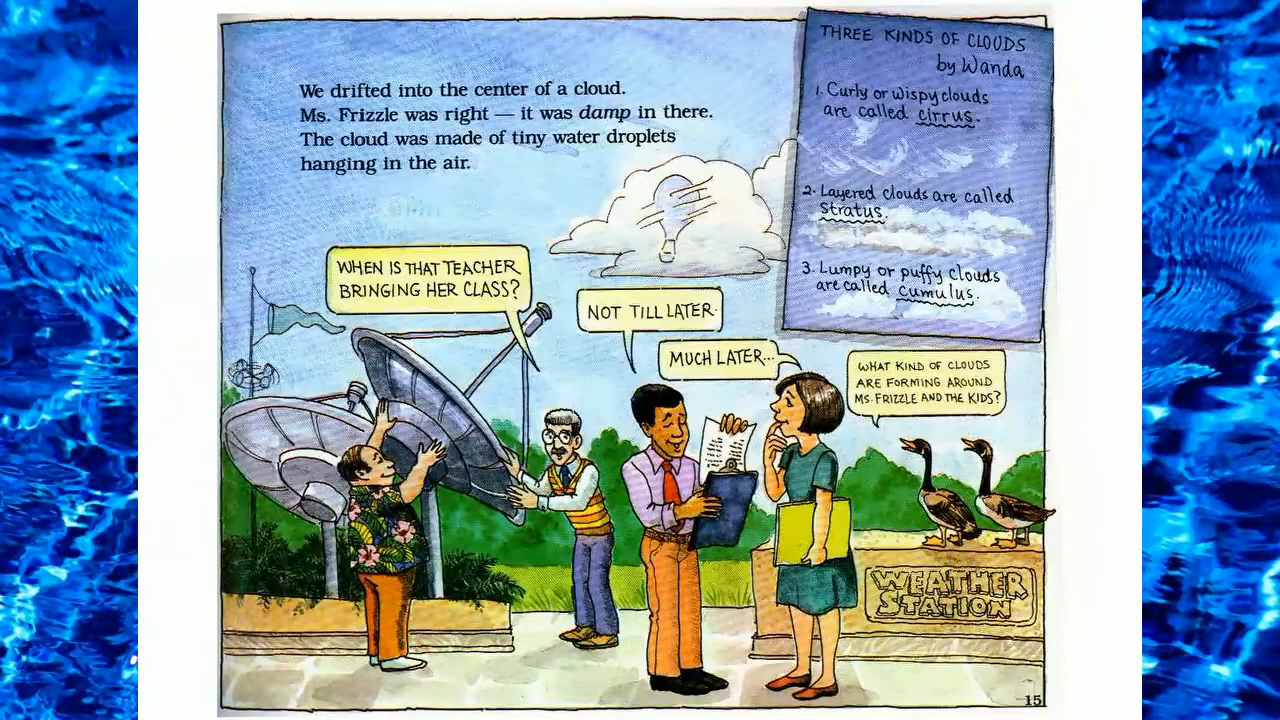 We drifted into the center of a cloud.
Ms. Frizzle was right — it was damp in there.
The cloud was made of tiny water droplets
hanging in the air.
THREE KINDS OF CLOUDS
by Wanda
1. Curly or wispy clouds
are called cirrus.
2. Layered clouds are called
Stratus.
3. Lumpy or puffy clouds
are called cumulus.
WHEN IS THAT TEACHER
BRINGING HER CLASS?
NOT TILL LATER.
MUCH LATER...
WHAT KIND OF CLOUDS
ARE FORMING AROUND
MS. FRIZZLE AND THE KIDS?
WEATHER
STATION
15